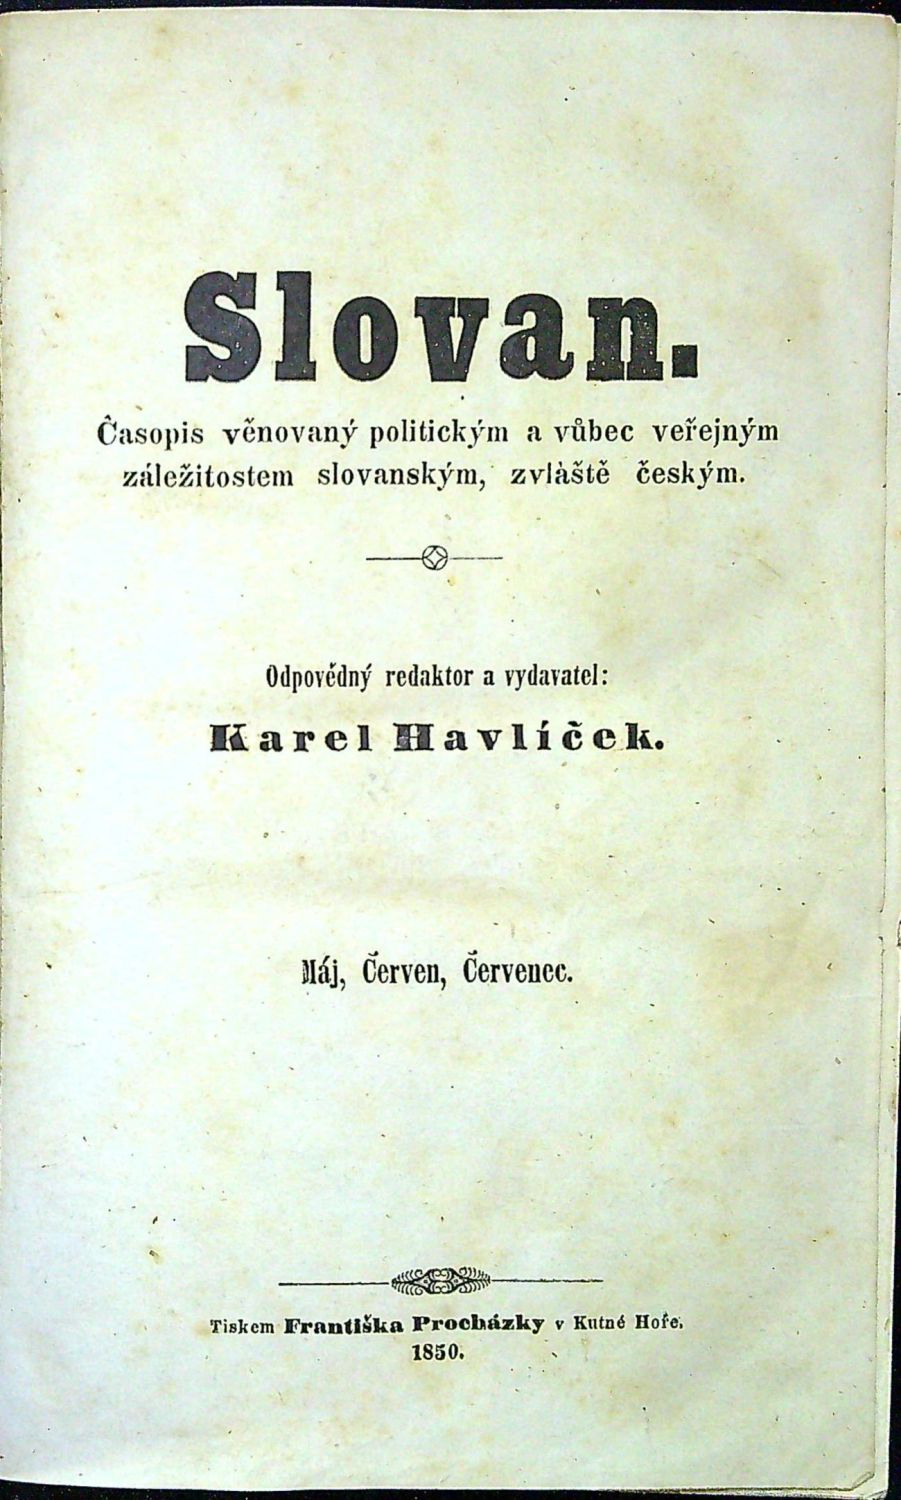 Slovan.
Časopis věnovaný politickým a vůbec veřejným
záležitostem slovanským, zvláště českým.
Odpovědný redaktor a vydavatel:
Karel Havlíček.
Máj, Červen, Červenec.
Tiskem Františka Procházky v Kutné Hoře.
1850.